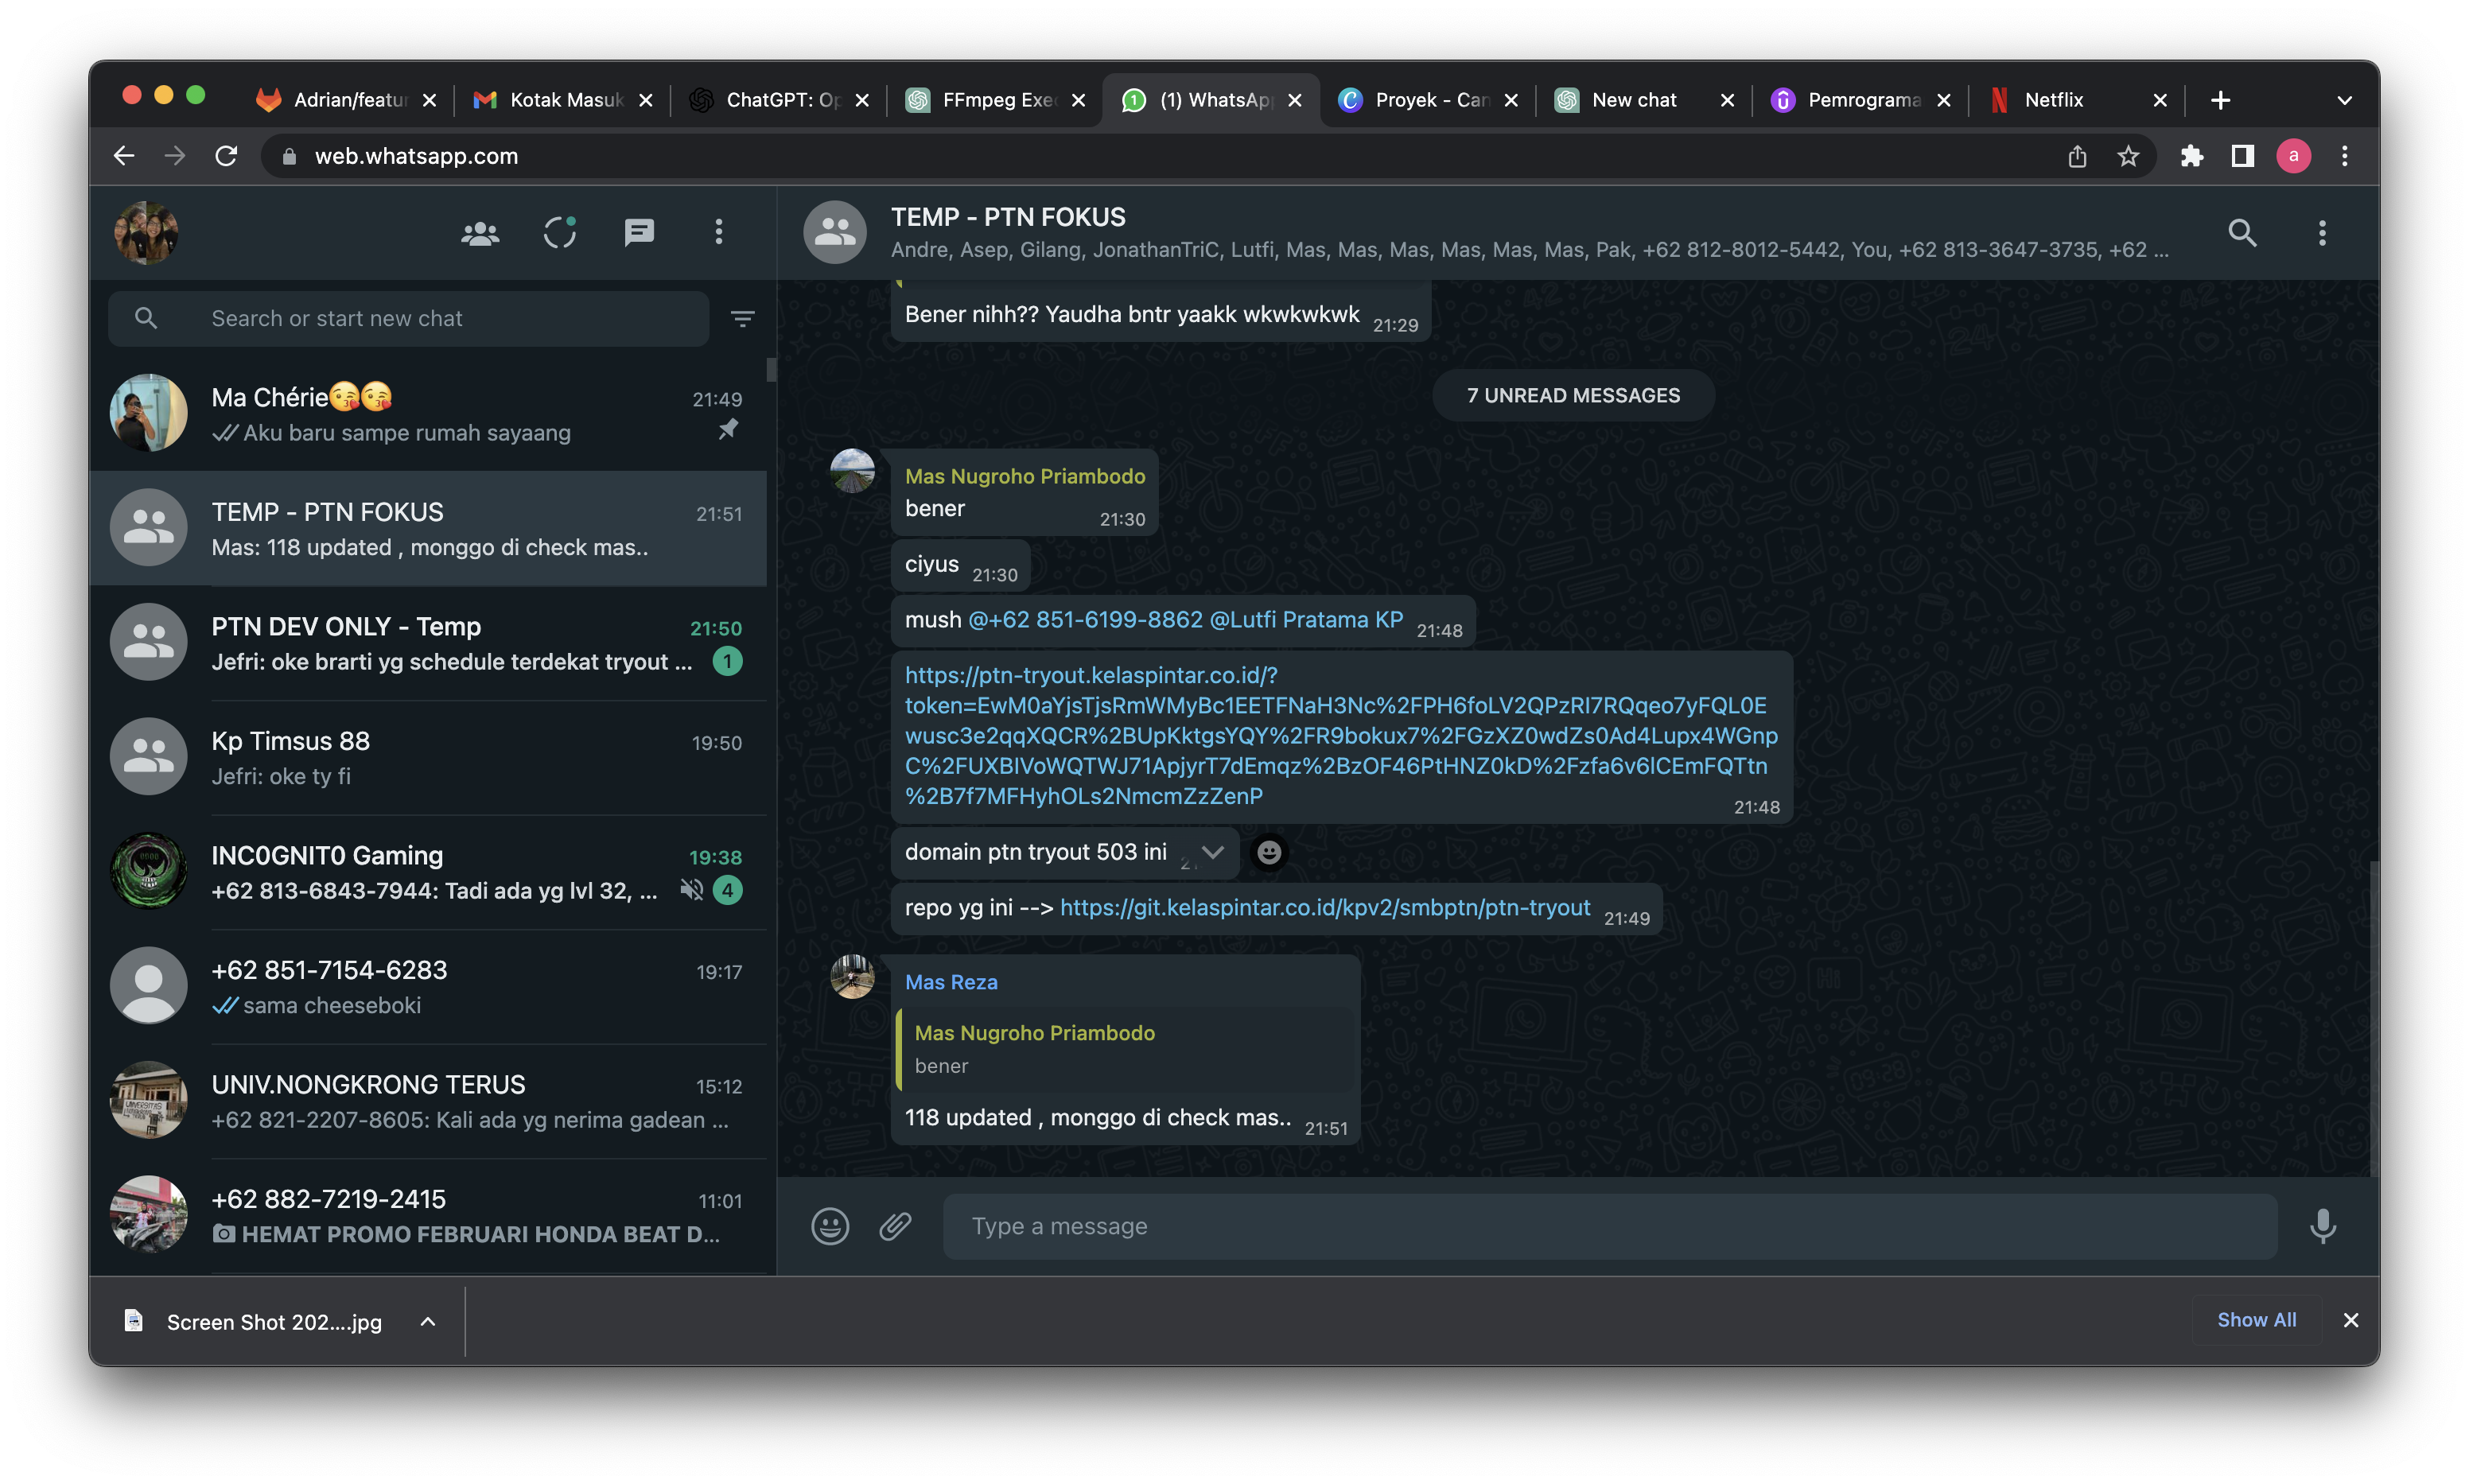 Adrian/featur
Kotak Masuk
ChatGPT: Op
FFmpeg Exec
(1) WhatsApp
Proyek - Can
New chat
Pemrograma
Netflix
web.whatsapp.com
a
TEMP - PTN FOKUS
Andre, Asep, Gilang, JonathanTriC, Lutfi, Mas, Mas, Mas, Mas, Mas, Mas, Pak, +62 812-8012-5442, You, +62 813-3647-3735, +62 ...
Search or start new chat
Ma Chérie😘😘 21:49
Aku baru sampe rumah sayaang
TEMP - PTN FOKUS 21:51
Mas: 118 updated , monggo di check mas..
PTN DEV ONLY - Temp 21:50
Jefri: oke brarti yg schedule terdekat tryout ... 1
Kp Timsus 88 19:50
Jefri: oke ty fi
INC0GNIT0 Gaming 19:38
+62 813-6843-7944: Tadi ada yg lvl 32, ... 4
+62 851-7154-6283 19:17
sama cheeseboki
UNIV.NONGKRONG TERUS 15:12
+62 821-2207-8605: Kali ada yg nerima gadean ...
+62 882-7219-2415 11:01
HEMAT PROMO FEBRUARI HONDA BEAT D...
Bener nihh?? Yaudha bntr yaakk wkwkwkwk 21:29
7 UNREAD MESSAGES
Mas Nugroho Priambodo
bener 21:30
ciyus 21:30
mush @+62 851-6199-8862 @Lutfi Pratama KP 21:48
https://ptn-tryout.kelaspintar.co.id/?
token=EwM0aYjsTjsRmWMyBc1EETFNaH3Nc%2FPH6foLV2QPzRI7RQqeo7yFQL0E
wusc3e2qqXQCR%2BUpKktgsYQY%2FR9bokux7%2FGzXZ0wdZs0Ad4Lupx4WGnp
C%2FUXBIVoWQTWJ71ApjyrT7dEmqz%2BzOF46PtHNZ0kD%2Fzfa6v6lCEmFQTtn
%2B7f7MFHyhOLs2NmcmZzZenP
21:48
domain ptn tryout 503 ini
repo yg ini --> https://git.kelaspintar.co.id/kpv2/smbptn/ptn-tryout 21:49
Mas Reza
Mas Nugroho Priambodo
bener
118 updated , monggo di check mas.. 21:51
Type a message
Screen Shot 202....jpg
Show All